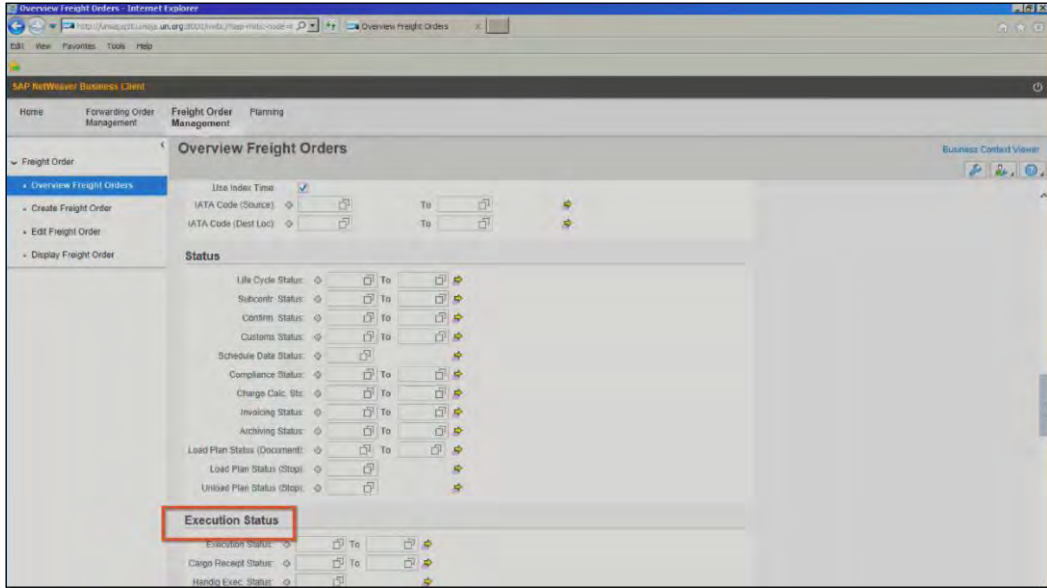 Overview Freight Orders - Internet Explorer
Overview Freight Orders x
Edit View Favorites Tools Help
SAP NetWeaver Business Client
Home Forwarding Order Management Freight Order Management Planning
Overview Freight Orders Business Context Viewer
Freight Order
Overview Freight Orders
Create Freight Order
Edit Freight Order
Display Freight Order
Use Index Time:
IATA Code (Source): To
IATA Code (Dest Loc): To
Status
Life Cycle Status: To
Subcontr. Status: To
Confirm. Status: To
Customs Status: To
Schedule Data Status:
Compliance Status: To
Charge Calc. Sts: To
Invoicing Status: To
Archiving Status: To
Load Plan Status (Document): To
Load Plan Status (Stop):
Unload Plan Status (Stop):
Execution Status
Execution Status: To
Cargo Receipt Status: To
Handlg Exec. Status: